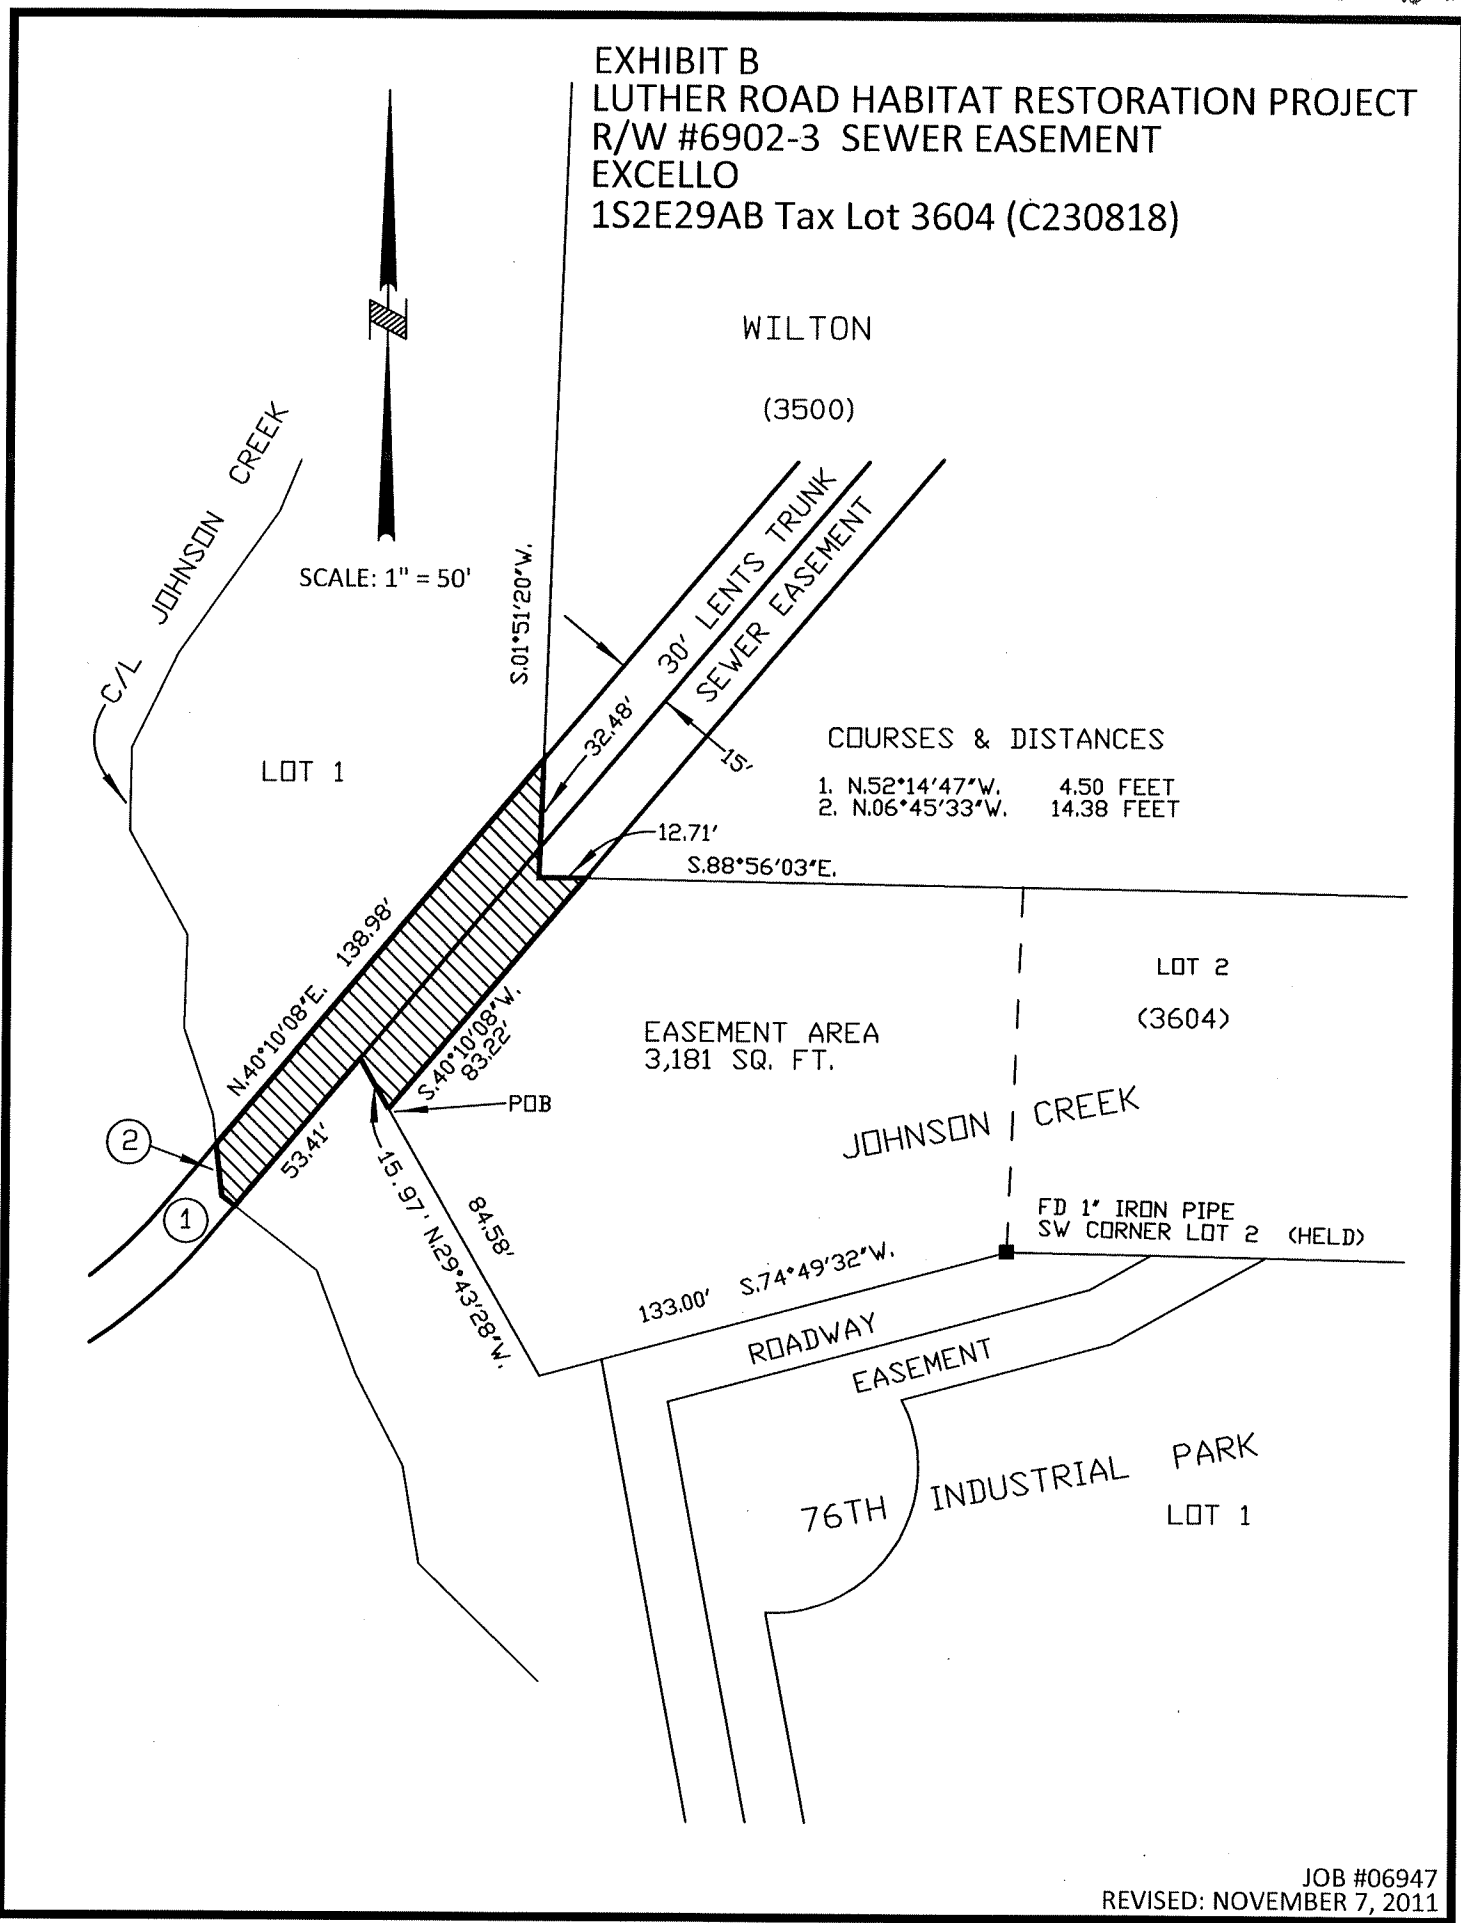 EXHIBIT B
LUTHER ROAD HABITAT RESTORATION PROJECT
R/W #6902-3 SEWER EASEMENT
EXCELLO
1S2E29AB Tax Lot 3604 (C230818)
WILTON
(3500)
C/L JOHNSON CREEK
SCALE: 1" = 50'
S.01°51'20"W.
30' LENTS TRUNK
SEWER EASEMENT
32.48'
15'
LOT 1
COURSES & DISTANCES
1. N.52°14'47"W. 4.50 FEET
2. N.06°45'33"W. 14.38 FEET
12.71'
S.88°56'03"E.
N.40°10'08"E. 138.98'
LOT 2
(3604)
EASEMENT AREA
3,181 SQ. FT.
S.40°10'08"W.
83.22'
POB
JOHNSON CREEK
2
53.41'
1
15.97' N.29°43'28"W.
84.58'
FD 1" IRON PIPE
SW CORNER LOT 2 (HELD)
133.00' S.74°49'32"W.
ROADWAY
EASEMENT
76TH INDUSTRIAL PARK
LOT 1
JOB #06947
REVISED: NOVEMBER 7, 2011